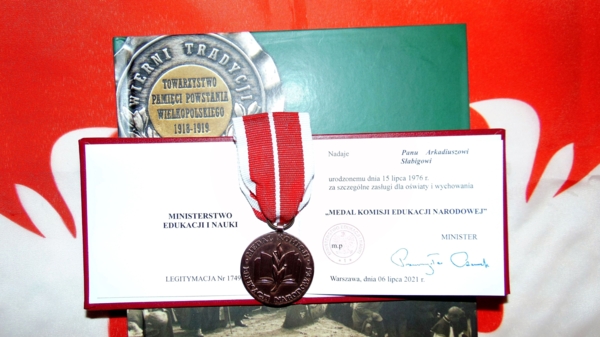 WIERNI TRADYCJI
TOWARZYSTWO
PAMIĘCI POWSTANIA
WIELKOPOLSKIEGO
1918-1919
MINISTERSTWO
EDUKACJI I NAUKI
LEGITYMACJA Nr 1749
Nadaje Panu Arkadiuszowi
Słabigowi
urodzonemu dnia 15 lipca 1976 r.
za szczególne zasługi dla oświaty i wychowania
„MEDAL KOMISJI EDUKACJI NARODOWEJ”
m.p
MINISTER
Warszawa, dnia 06 lipca 2021 r.